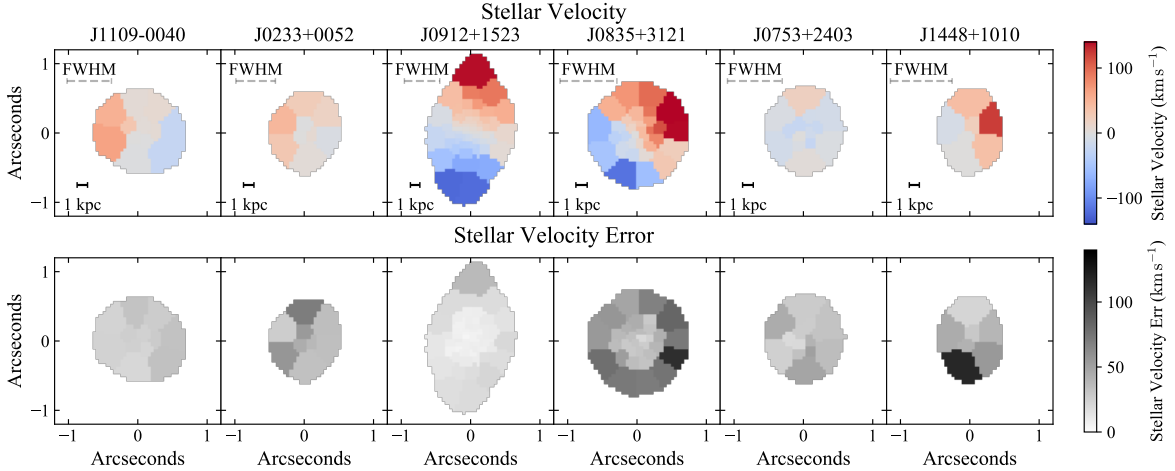 Stellar Velocity
J1109-0040 J0233+0052 J0912+1523 J0835+3121 J0753+2403 J1448+1010
FWHM FWHM FWHM FWHM FWHM FWHM
1 kpc 1 kpc 1 kpc 1 kpc 1 kpc 1 kpc
Arcseconds
1
0
−1
Stellar Velocity (km s−1)
100
0
−100
Stellar Velocity Error
Arcseconds
1
0
−1
−1 0 1 −1 0 1 −1 0 1 −1 0 1 −1 0 1 −1 0 1
Arcseconds Arcseconds Arcseconds Arcseconds Arcseconds Arcseconds
Stellar Velocity Err (km s−1)
100
50
0